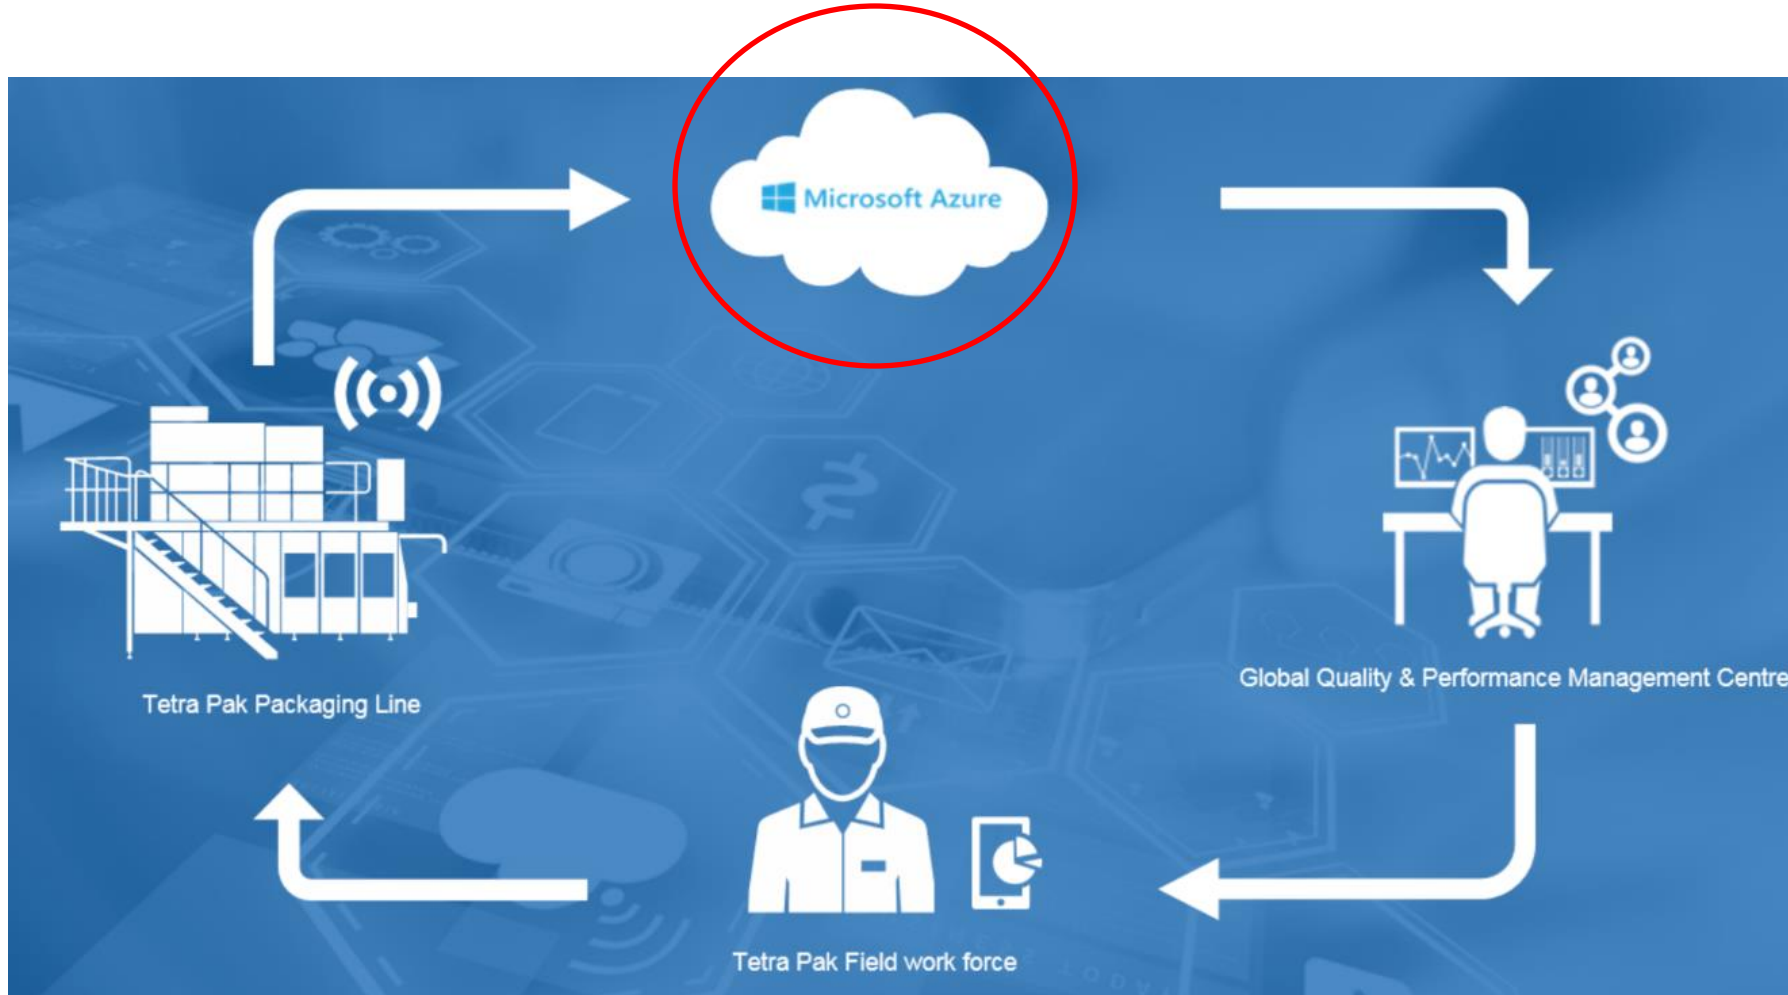 Microsoft Azure
Global Quality & Performance Management Centre
Tetra Pak Packaging Line
Tetra Pak Field work force